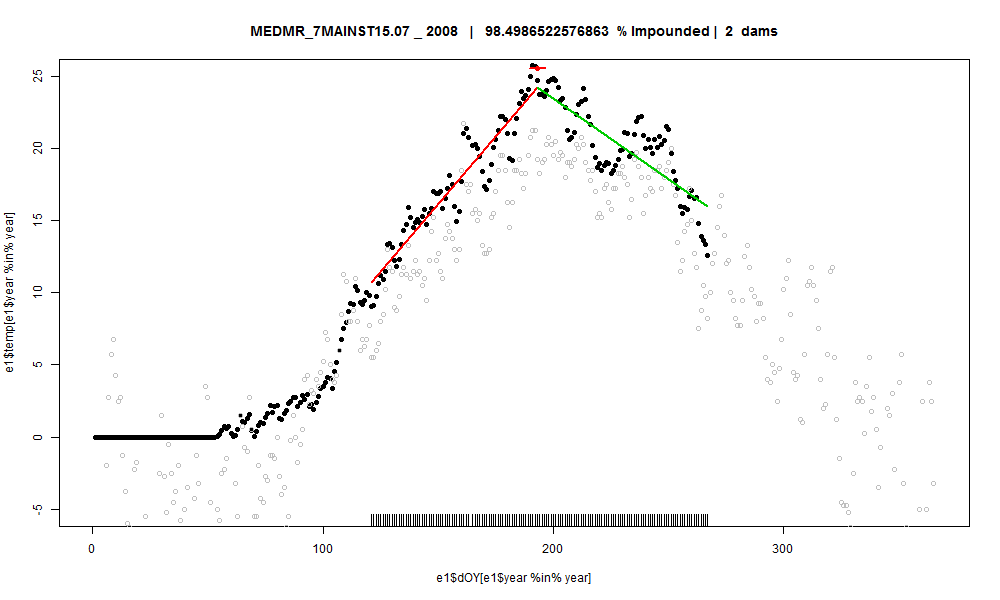 MEDMR_7MAINST15.07 _ 2008 | 98.4986522576863 % Impounded | 2 dams
e1$temp[e1$year %in% year]
25
20
15
10
5
0
-5
0 100 200 300
e1$dOY[e1$year %in% year]